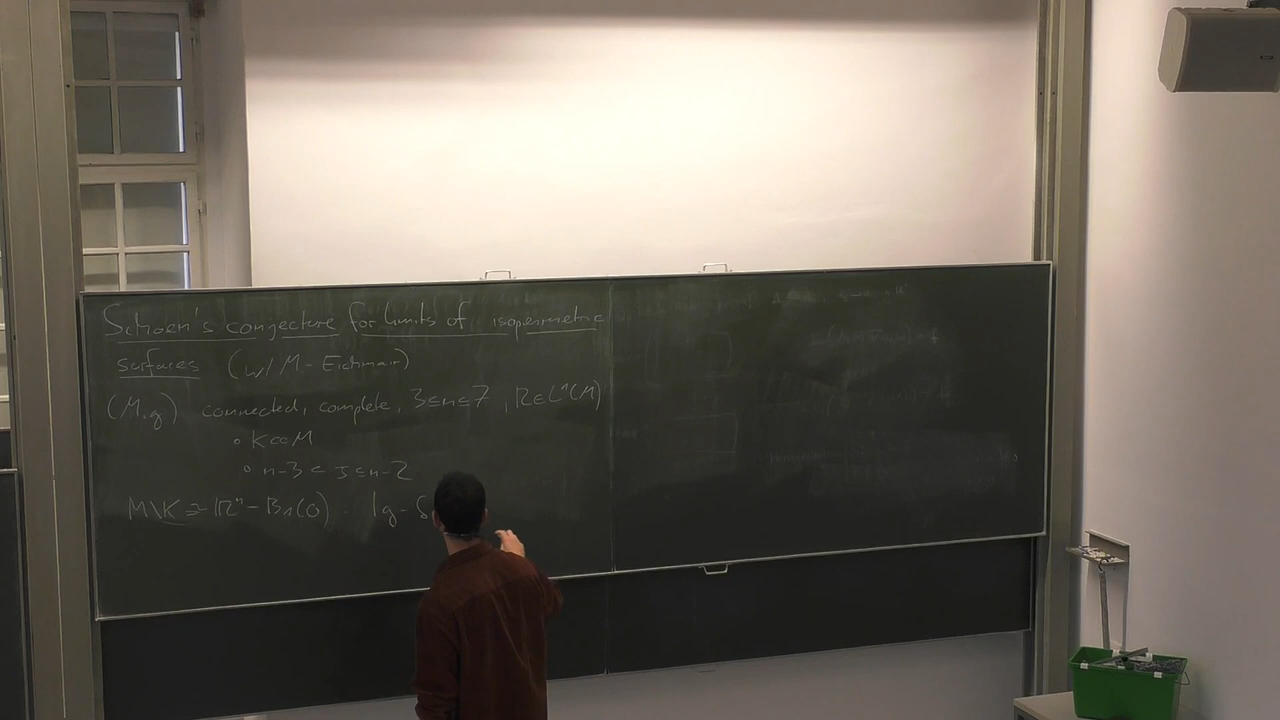 Schoen's conjecture for limits of isoperimetric
surfaces (w/ M. Eichmair)
(M,g) connected, complete, 3≤n≤7, R∈L¹(M)
• K⊂⊂M
• n-3 < τ ≤ n-2
M\K ≅ ℝⁿ - B₁(0) : |g - δ